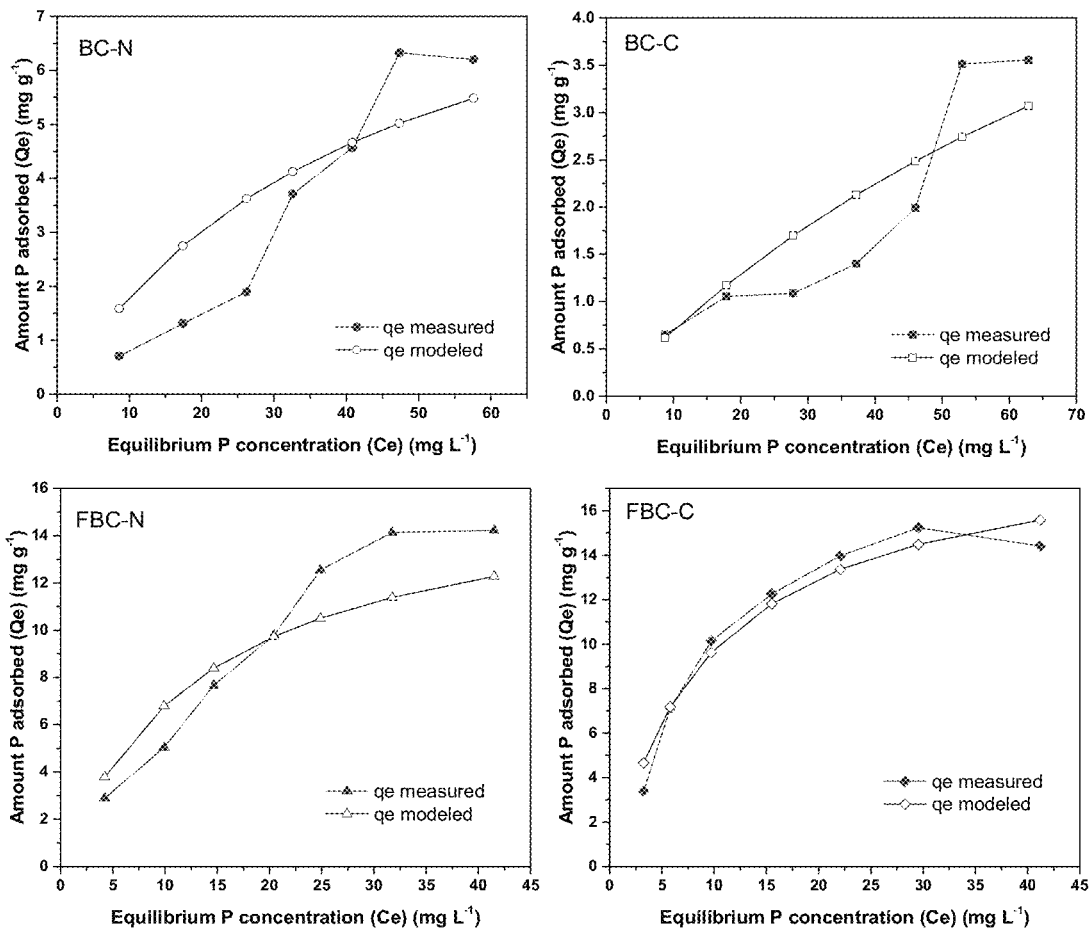 BC-N
Amount P adsorbed (Qe) (mg g⁻¹)
7
6
5
4
3
2
1
0
qe measured
qe modeled
0 10 20 30 40 50 60
Equilibrium P concentration (Ce) (mg L⁻¹)
BC-C
Amount P adsorbed (Qe) (mg g⁻¹)
4.0
3.5
3.0
2.5
2.0
1.5
1.0
0.5
0.0
qe measured
qe modeled
0 10 20 30 40 50 60 70
Equilibrium P concentration (Ce) (mg L⁻¹)
FBC-N
Amount P adsorbed (Qe) (mg g⁻¹)
16
14
12
10
8
6
4
2
0
qe measured
qe modeled
0 5 10 15 20 25 30 35 40 45
Equilibrium P concentration (Ce) (mg L⁻¹)
FBC-C
Amount P adsorbed (Qe) (mg g⁻¹)
16
14
12
10
8
6
4
2
0
qe measured
qe modeled
0 5 10 15 20 25 30 35 40 45
Equilibrium P concentration (Ce) (mg L⁻¹)